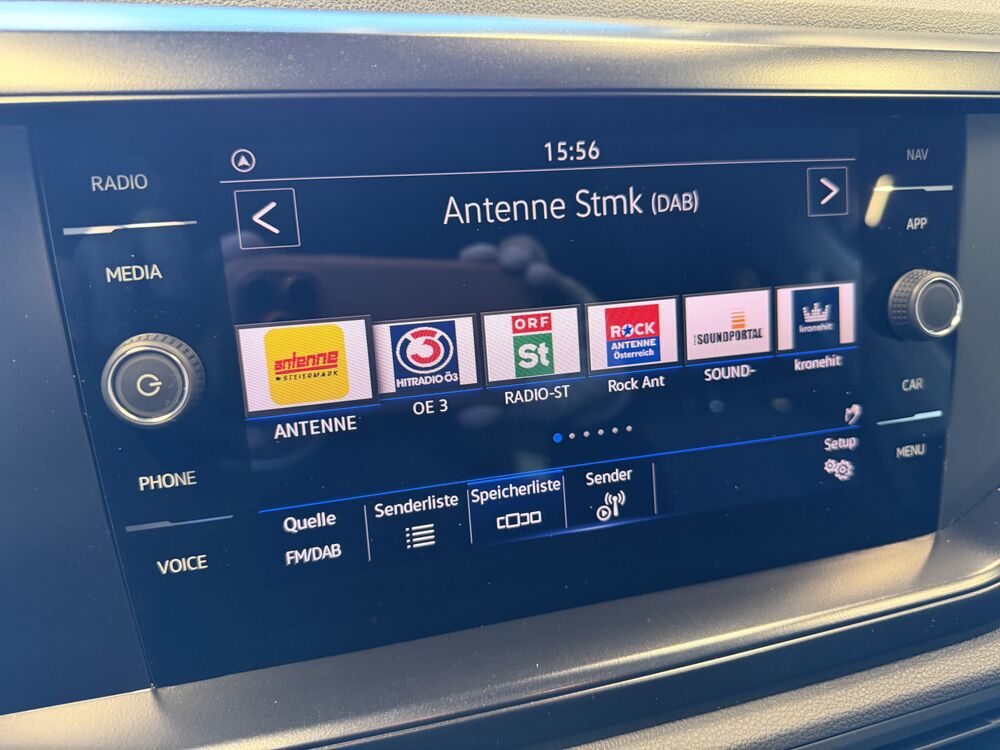 15:56
Antenne Stmk (DAB)
RADIO
MEDIA
PHONE
VOICE
NAV
APP
CAR
MENU
antenne
STEIERMARK
ANTENNE
3
HITRADIO Ö3
OE 3
ORF
St
RADIO-ST
ROCK
ANTENNE
Österreich
Rock Ant
SOUNDPORTAL
SOUND-
kronehit
kronehit
Quelle
FM/DAB
Senderliste
Speicherliste
Sender
Setup